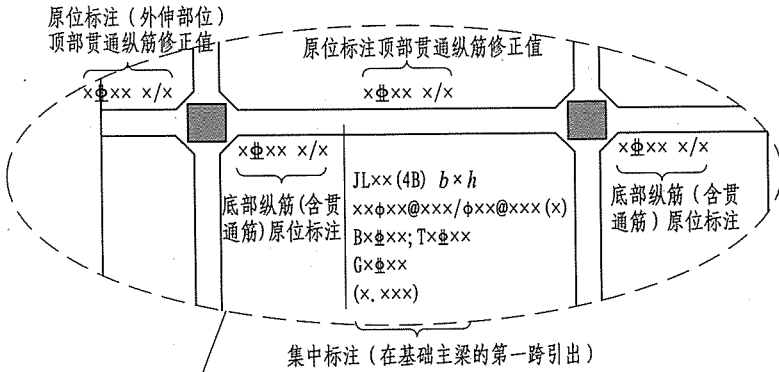 原位标注（外伸部位）
顶部贯通纵筋修正值
×⏀×× ×/×
原位标注顶部贯通纵筋修正值
×⏀×× ×/×
×⏀×× ×/×
底部纵筋(含贯
通筋)原位标注
JL××(4B) b×h
××φ××@×××/φ××@×××(×)
B×⏀××;T×⏀××
G×⏀××
(×.×××)
×⏀×× ×/×
底部纵筋（含贯
通筋）原位标注
集中标注（在基础主梁的第一跨引出）